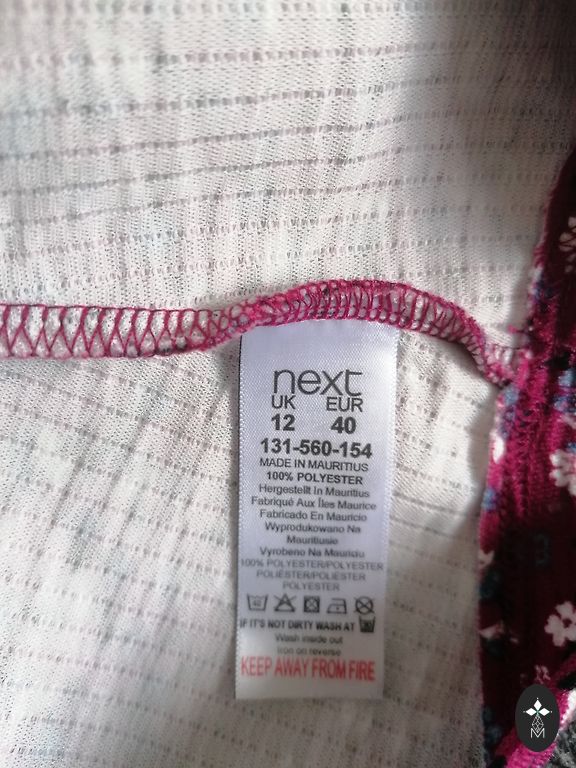 next
UK EUR
12 40
131-560-154
MADE IN MAURITIUS
100% POLYESTER
Hergestellt In Mauritius
Fabriqué Aux Îles Maurice
Fabricado En Mauricio
Wyprodukowano Na
Mauritiusie
Vyrobeno Na Mauriciu
100% POLYESTER/POLYESTER
POLIÉSTER/POLIESTER
POLYESTER
IF IT'S NOT DIRTY WASH AT
Wash inside out
Iron on reverse
KEEP AWAY FROM FIRE
M